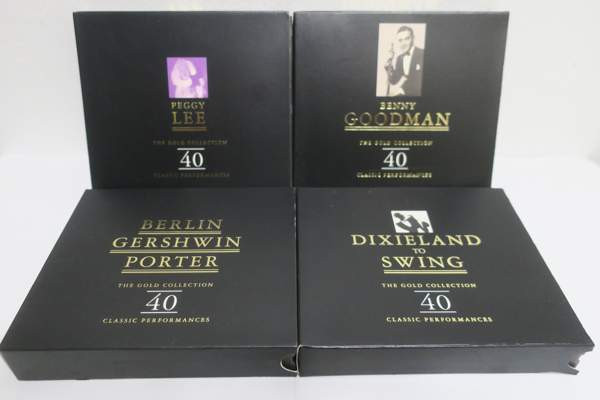 PEGGY
LEE
THE GOLD COLLECTION
40
CLASSIC PERFORMANCES
BENNY
GOODMAN
THE GOLD COLLECTION
40
CLASSIC PERFORMANCES
BERLIN
GERSHWIN
PORTER
THE GOLD COLLECTION
40
CLASSIC PERFORMANCES
DIXIELAND
TO
SWING
THE GOLD COLLECTION
40
CLASSIC PERFORMANCES